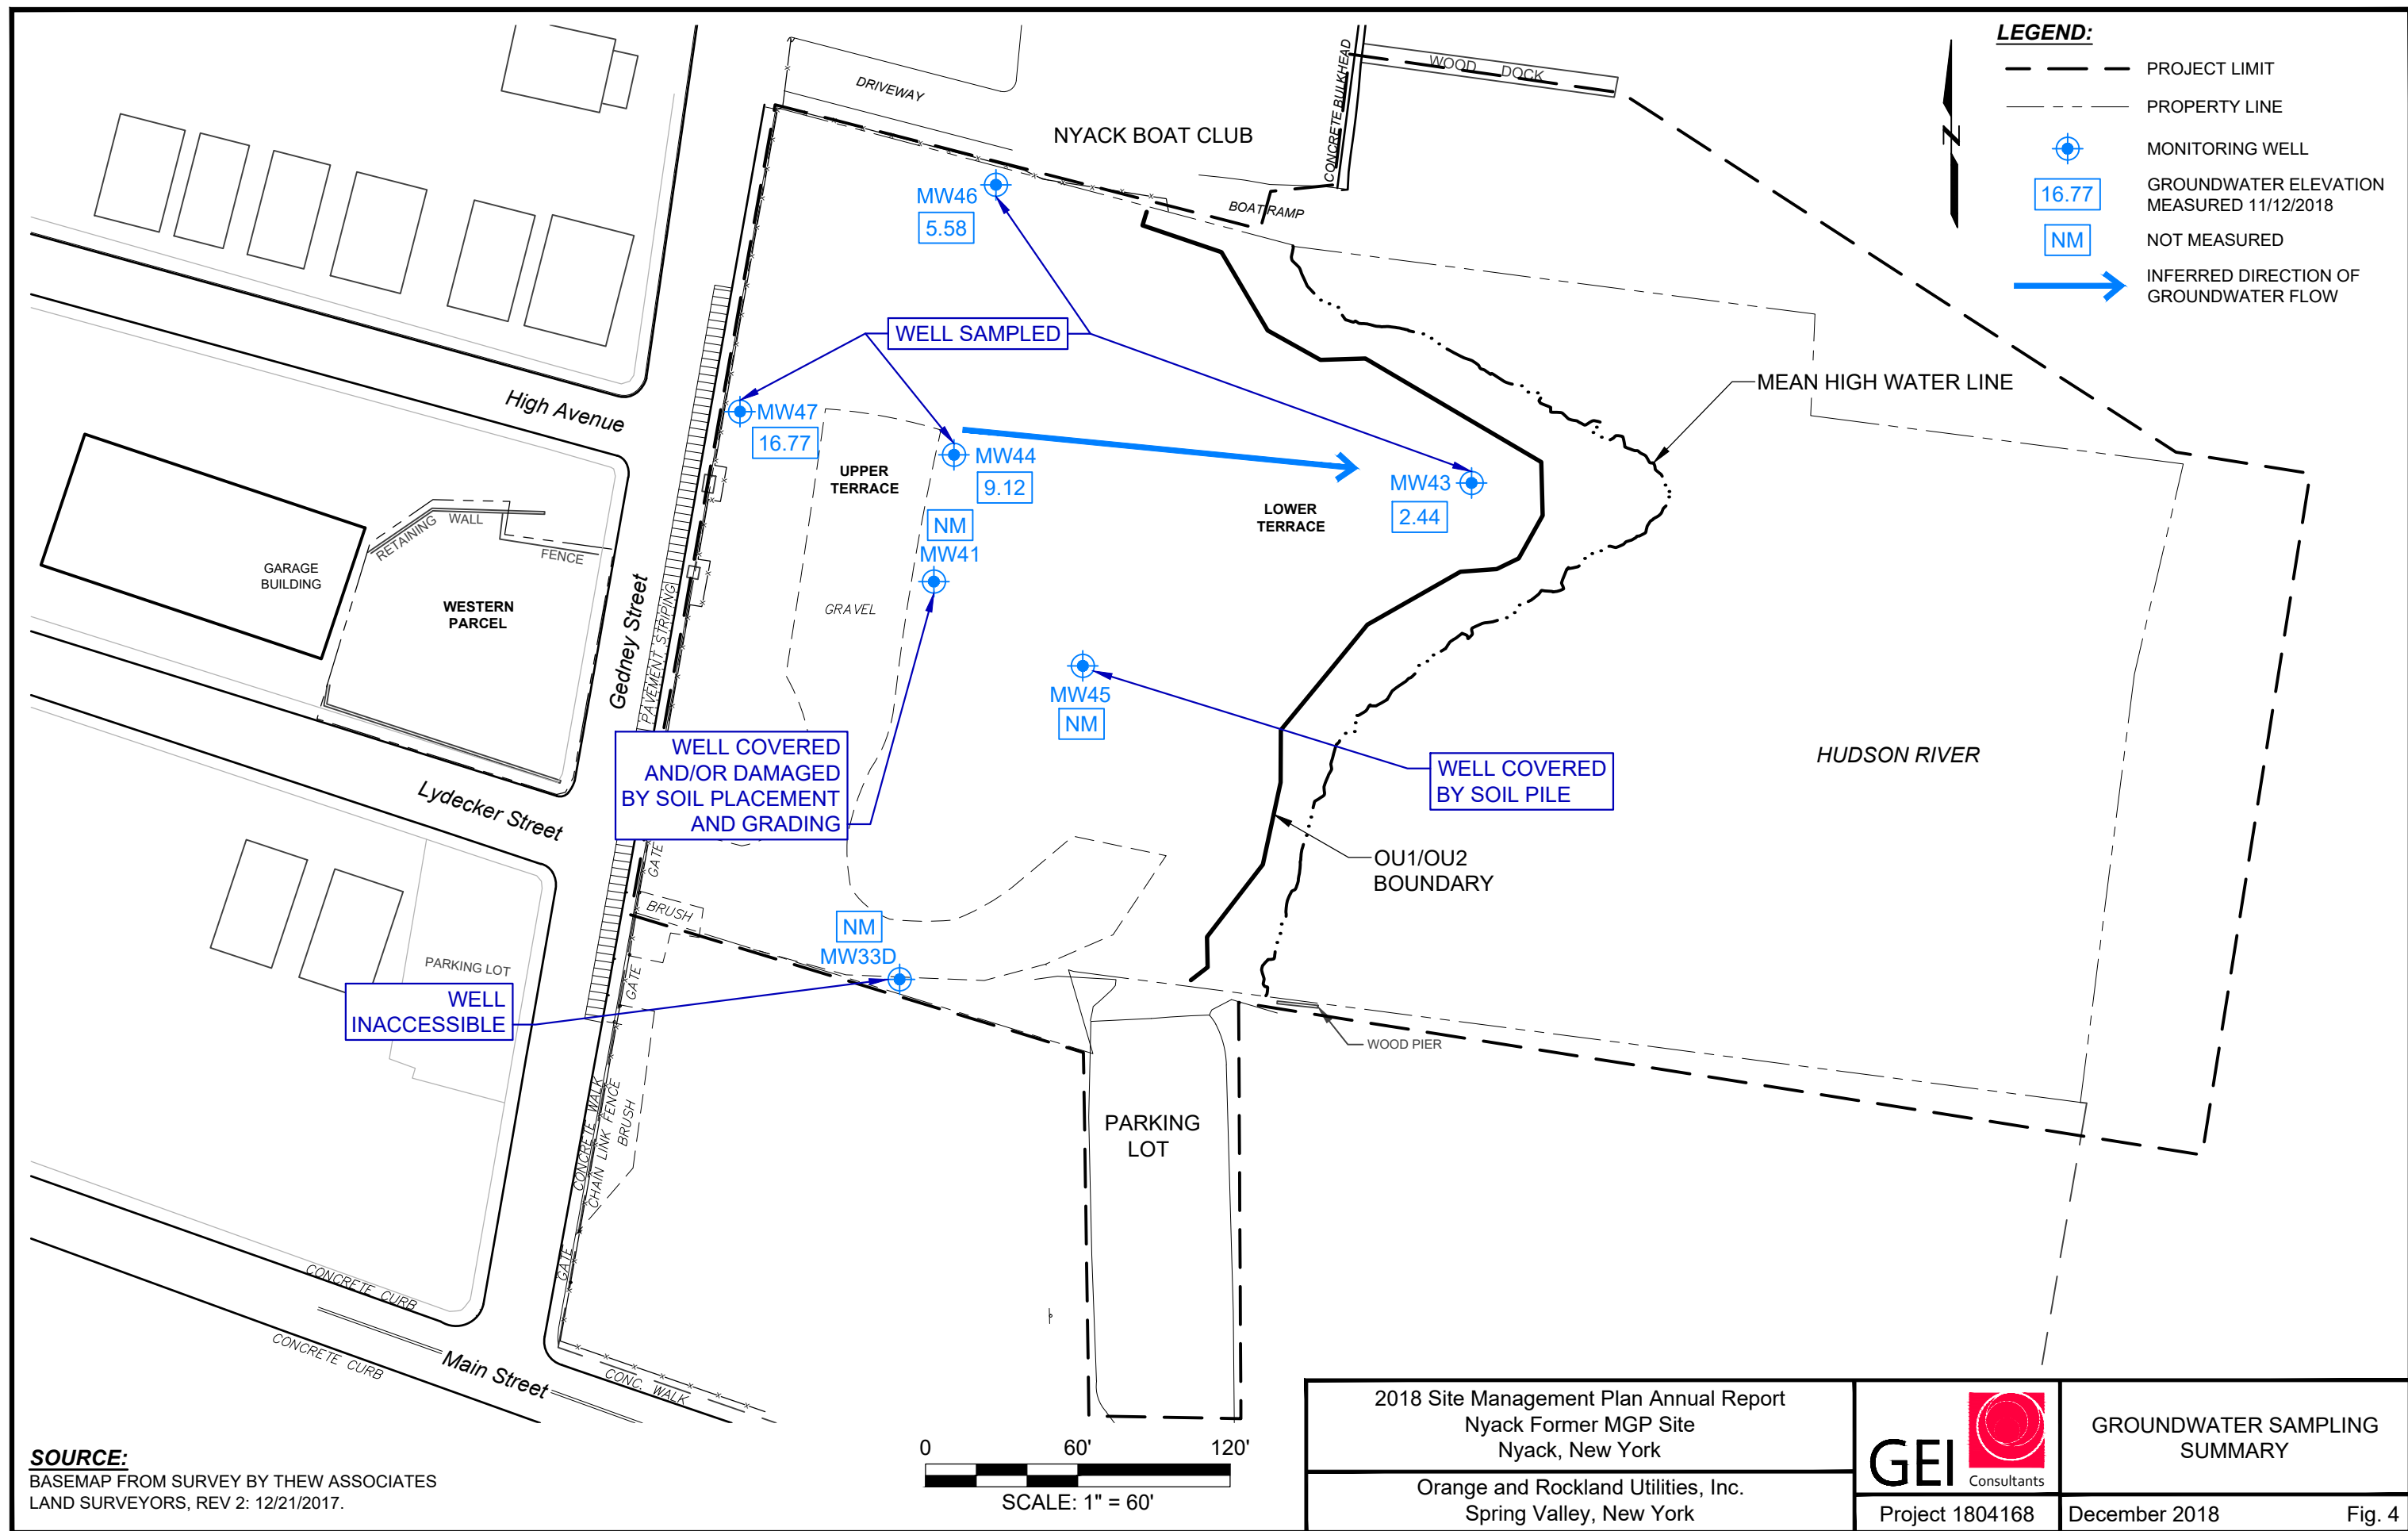 LEGEND:
PROJECT LIMIT
PROPERTY LINE
MONITORING WELL
16.77
GROUNDWATER ELEVATION
MEASURED 11/12/2018
NM
NOT MEASURED
INFERRED DIRECTION OF
GROUNDWATER FLOW
N
WOOD DOCK
CONCRETE BULKHEAD
DRIVEWAY
NYACK BOAT CLUB
BOAT RAMP
MW46
5.58
WELL SAMPLED
MEAN HIGH WATER LINE
High Avenue
MW47
16.77
UPPER
TERRACE
MW44
9.12
LOWER
TERRACE
MW43
2.44
NM
MW41
RETAINING
WALL
FENCE
GARAGE
BUILDING
WESTERN
PARCEL
Gedney Street
PAVEMENT STRIPING
GRAVEL
MW45
NM
WELL COVERED
AND/OR DAMAGED
BY SOIL PLACEMENT
AND GRADING
WELL COVERED
BY SOIL PILE
HUDSON RIVER
Lydecker Street
OU1/OU2
BOUNDARY
GATE
BRUSH
NM
MW33D
PARKING LOT
GATE
WELL
INACCESSIBLE
WOOD PIER
CONCRETE WALK
CHAIN LINK FENCE
BRUSH
PARKING
LOT
GATE
CONCRETE CURB
CONCRETE CURB
Main Street
CONC. WALK
SOURCE:
BASEMAP FROM SURVEY BY THEW ASSOCIATES
LAND SURVEYORS, REV 2: 12/21/2017.
0 60' 120'
SCALE: 1" = 60'
2018 Site Management Plan Annual Report
Nyack Former MGP Site
Nyack, New York
Orange and Rockland Utilities, Inc.
Spring Valley, New York
GEI
Consultants
Project 1804168
GROUNDWATER SAMPLING
SUMMARY
December 2018
Fig. 4